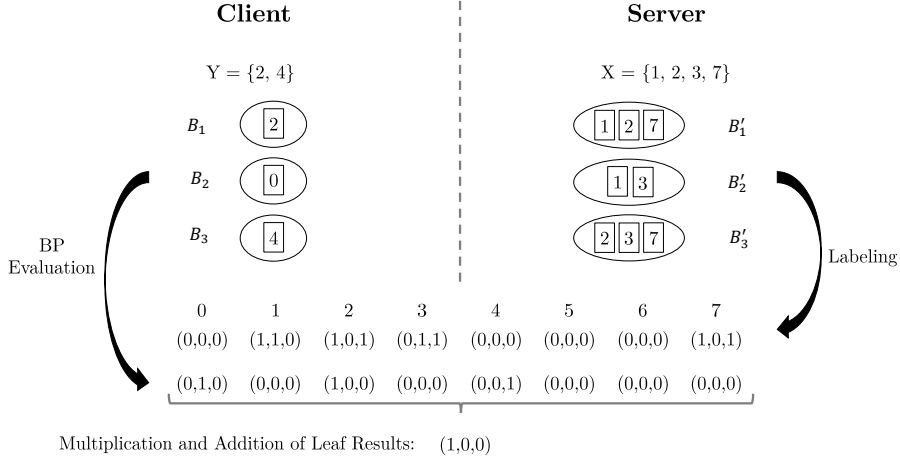 Client Server
Y = {2, 4} X = {1, 2, 3, 7}
B₁ 2 1 2 7 B′₁
B₂ 0 1 3 B′₂
B₃ 4 2 3 7 B′₃
BP
Evaluation
Labeling
0 1 2 3 4 5 6 7
(0,0,0) (1,1,0) (1,0,1) (0,1,1) (0,0,0) (0,0,0) (0,0,0) (1,0,1)
(0,1,0) (0,0,0) (1,0,0) (0,0,0) (0,0,1) (0,0,0) (0,0,0) (0,0,0)
Multiplication and Addition of Leaf Results: (1,0,0)